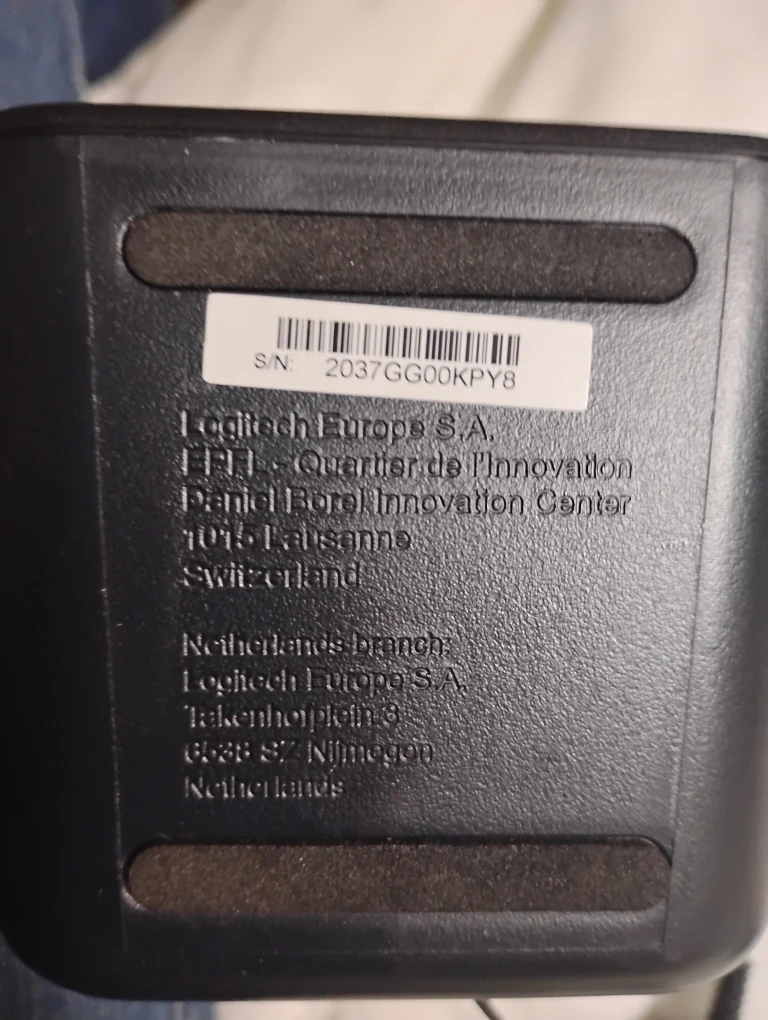 S/N: 2037GG00KPY8
Logitech Europe S.A.
EPFL - Quartier de l'Innovation
Daniel Borel Innovation Center
1015 Lausanne
Switzerland
Netherlands branch:
Logitech Europe S.A.
Takenhofplein 3
6538 SZ Nijmegen
Netherlands